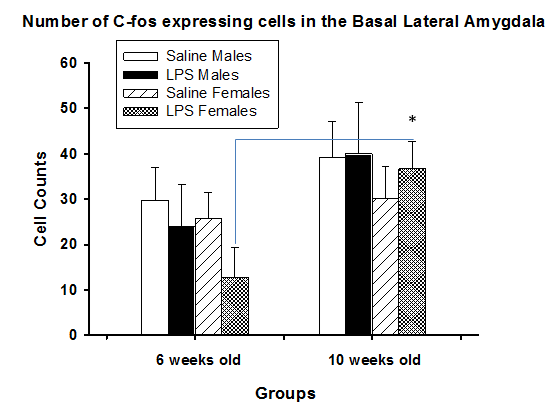 Number of C-fos expressing cells in the Basal Lateral Amygdala
Saline Males
LPS Males
Saline Females
LPS Females
60
50
40
30
20
10
0
Cell Counts
*
6 weeks old
10 weeks old
Groups